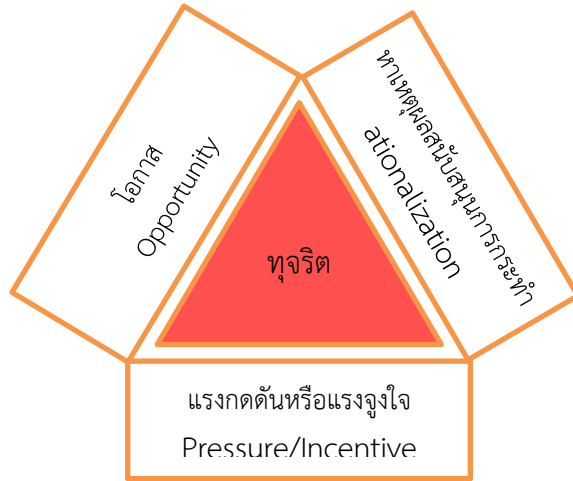 โอกาส
Opportunity
หาเหตุผลสนับสนุนการกระทำ
ationalization
ทุจริต
แรงกดดันหรือแรงจูงใจ
Pressure/Incentive